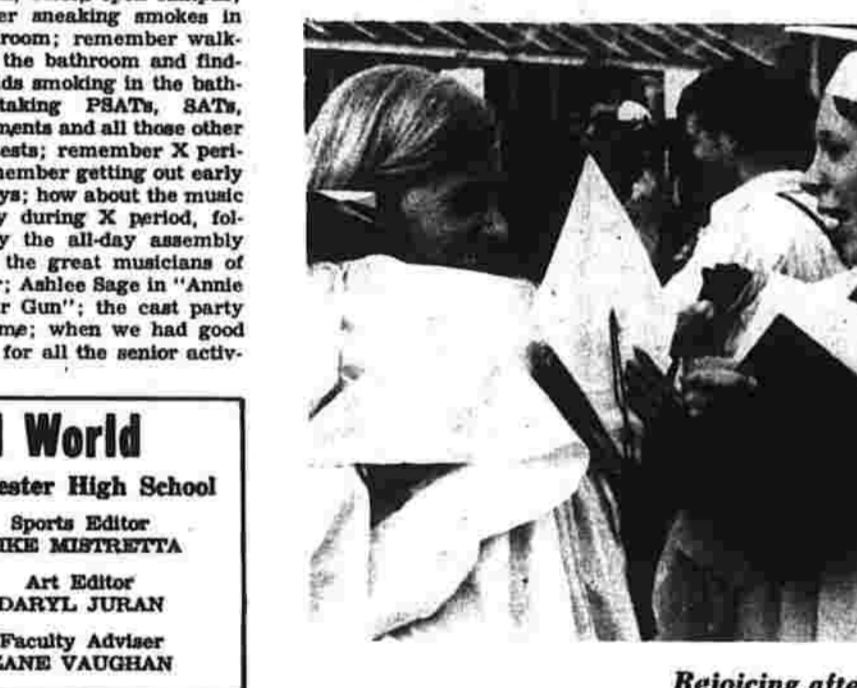 er sneaking smokes in
room; remember walk-
the bathroom and find-
ds smoking in the bath-
taking PSATs, SATs,
ments and all those other
ests; remember X peri-
member getting out early
ys; how about the music
y during X period, fol-
y the all-day assembly
the great musicians of
; Ashlee Sage in "Annie
r Gun"; the cast party
me; when we had good
for all the senior activ-
World
ester High School
Sports Editor
IKE MISTRETTA
Art Editor
DARYL JURAN
Faculty Adviser
EANE VAUGHAN
Rejoicing afte